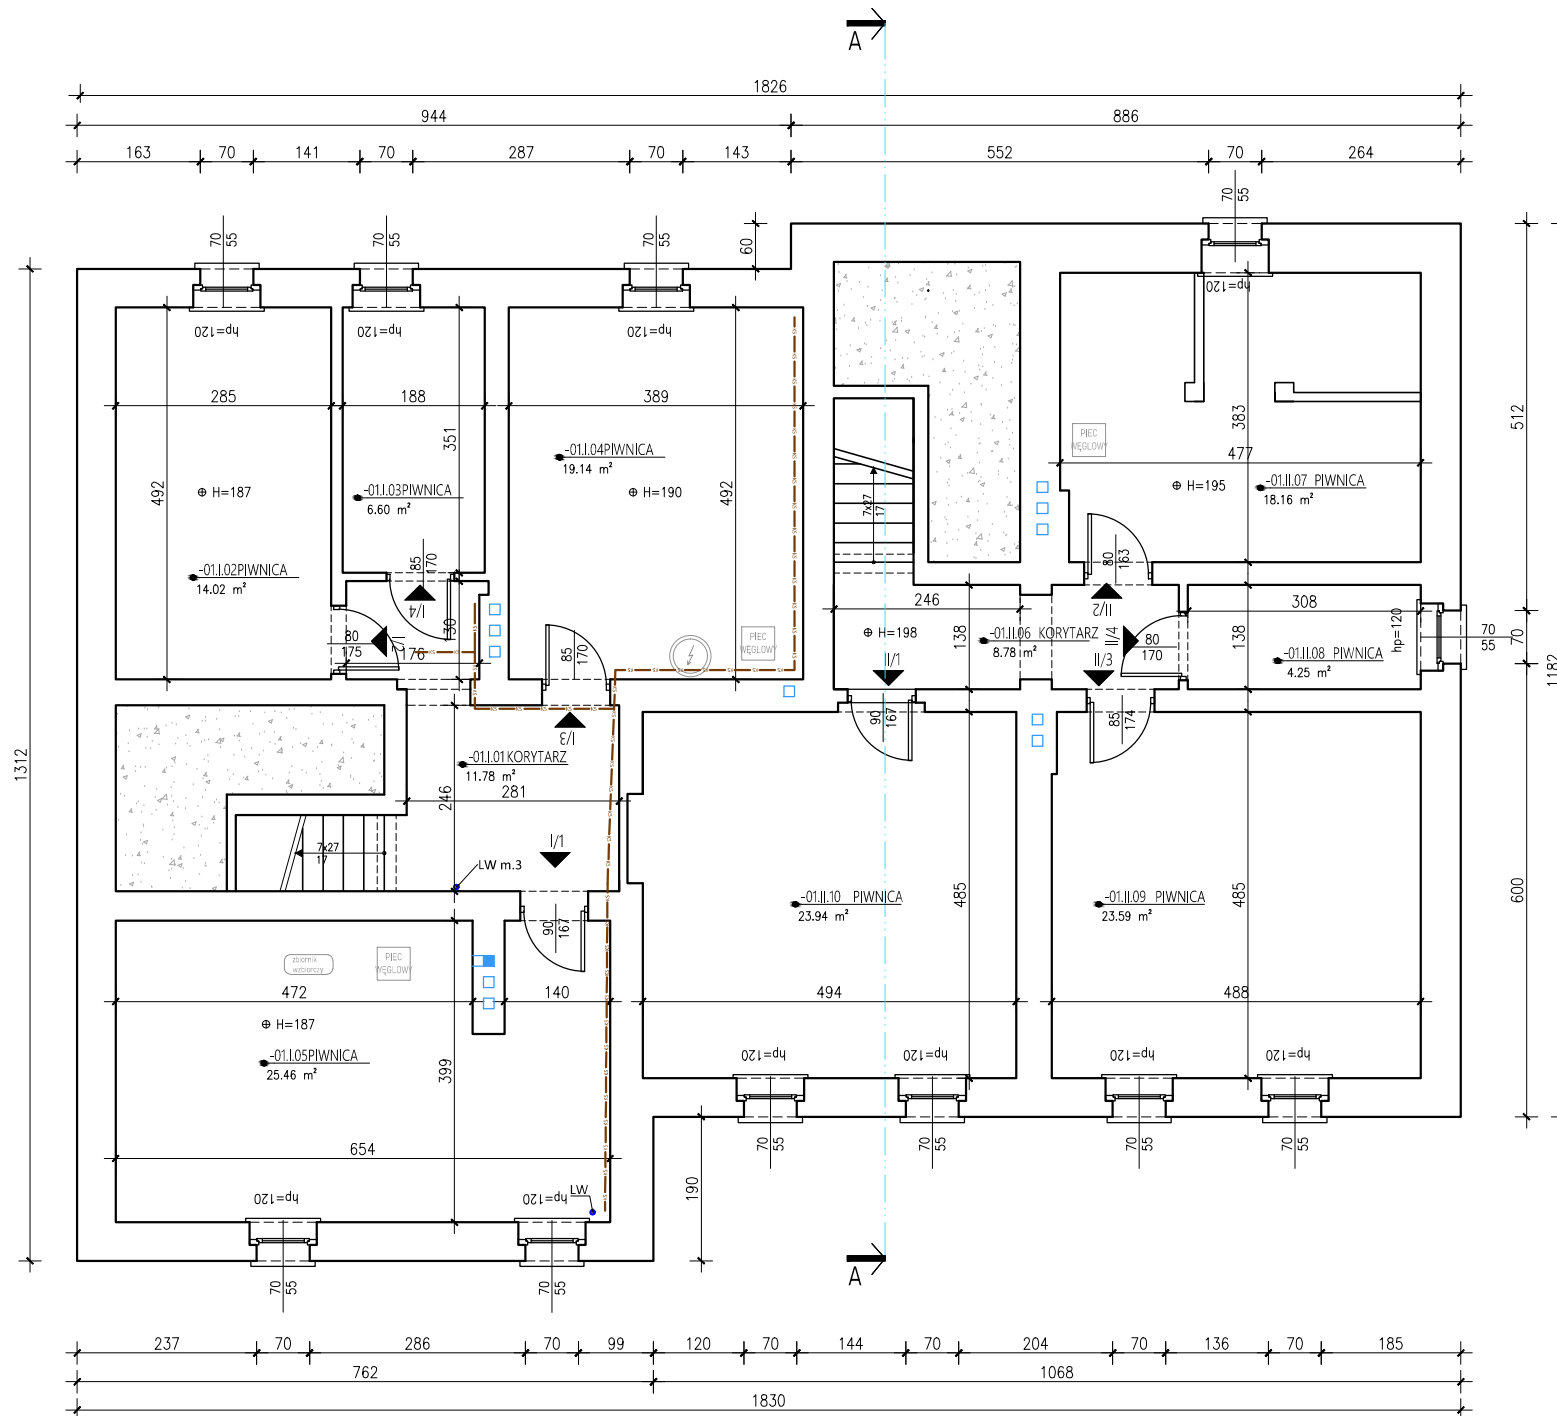 A
1826
944 886
163 70 141 70 287 70 143 552 70 264
70 55
70 55
70 55
60
70 55
hp=120
hp=120
hp=120
hp=120
285
188
389
383
512
351
492
492
PIEC
WĘGLOWY
477
-01.I.04PIWNICA
19.14 m²
H=187
H=190
-01.I.03PIWNICA
6.60 m²
H=195
-01.II.07 PIWNICA
18.16 m²
7x27
17
-01.I.02PIWNICA
14.02 m²
85
170
I/4
80
163
II/2
80
175
I/2
130
176
85
170
PIEC
WĘGLOWY
246
H=198
138
-01.II.06 KORYTARZ
8.78 m²
II/4
80
170
308
138
-01.II.08 PIWNICA
4.25 m²
hp=120
70
55
70
1182
II/1
II/3
90
167
85
174
I/3
-01.I.01KORYTARZ
11.78 m²
1312
246
281
7x27
17
I/1
LW m.3
-01.II.10 PIWNICA
23.94 m²
485
-01.II.09 PIWNICA
23.59 m²
485
600
90
167
zbiornik
wzbiorczy
PIEC
WĘGLOWY
472
140
494
488
H=187
-01.I.05PIWNICA
25.46 m²
399
hp=120
hp=120
hp=120
hp=120
654
70 55
70 55
70 55
70 55
190
hp=120
hp=120
LW
A
70 55
70 55
237 70 286 70 99 120 70 144 70 204 70 136 70 185
762 1068
1830